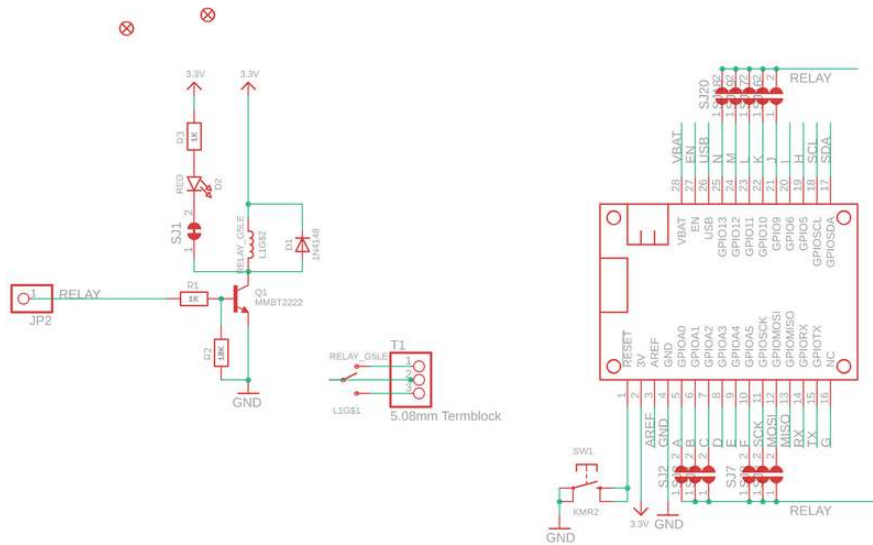 3.3V
3.3V
R3
1K
RED
D2
SJ1
2
1
RELAY_G5LE
L1G$2
D1
1N4148
1
RELAY
JP2
R1
1K
Q1
MMBT2222
R2
GND
RELAY_G5LE
L1G$1
T1
1
2
3
5.08mm Termblock
RELAY
SJ20
VBAT
EN
USB
N
M
L
K
J
I
H
SCL
SDA
28
27
26
25
24
23
22
21
20
19
18
17
VBAT
EN
USB
GPIO13
GPIO12
GPIO11
GPIO10
GPIO9
GPIO6
GPIO5
GPIOSCL
GPIOSDA
RESET
3V
AREF
GND
GPIOA0
GPIOA1
GPIOA2
GPIOA3
GPIOA4
GPIOA5
GPIOSCK
GPIOMOSI
GPIOMISO
GPIORX
GPIOTX
NC
1
2
3
4
5
6
7
8
9
10
11
12
13
14
15
16
AREF
GND
A
B
C
D
E
F
SCK
MOSI
MISO
RX
TX
G
SJ2
SJ7
RELAY
SW1
KMR2
GND
3.3V
GND